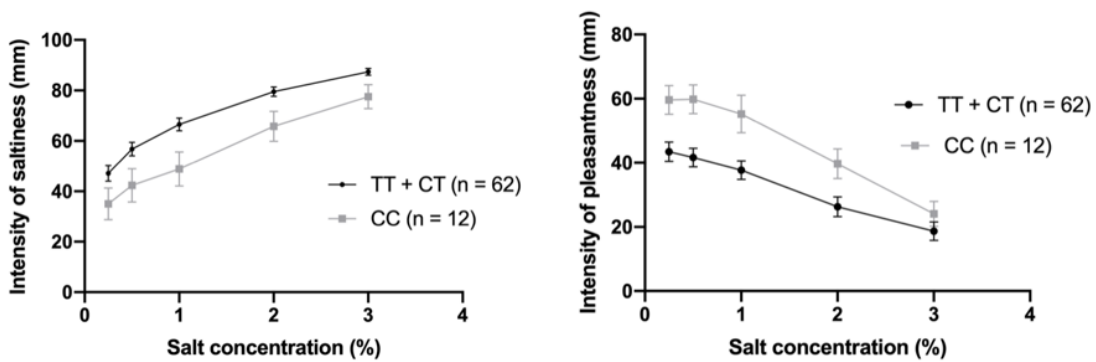 Intensity of saltiness (mm)
100
80
60
40
20
0
0 1 2 3 4
Salt concentration (%)
TT + CT (n = 62)
CC (n = 12)
Intensity of pleasantness (mm)
80
60
40
20
0
0 1 2 3 4
Salt concentration (%)
TT + CT (n = 62)
CC (n = 12)